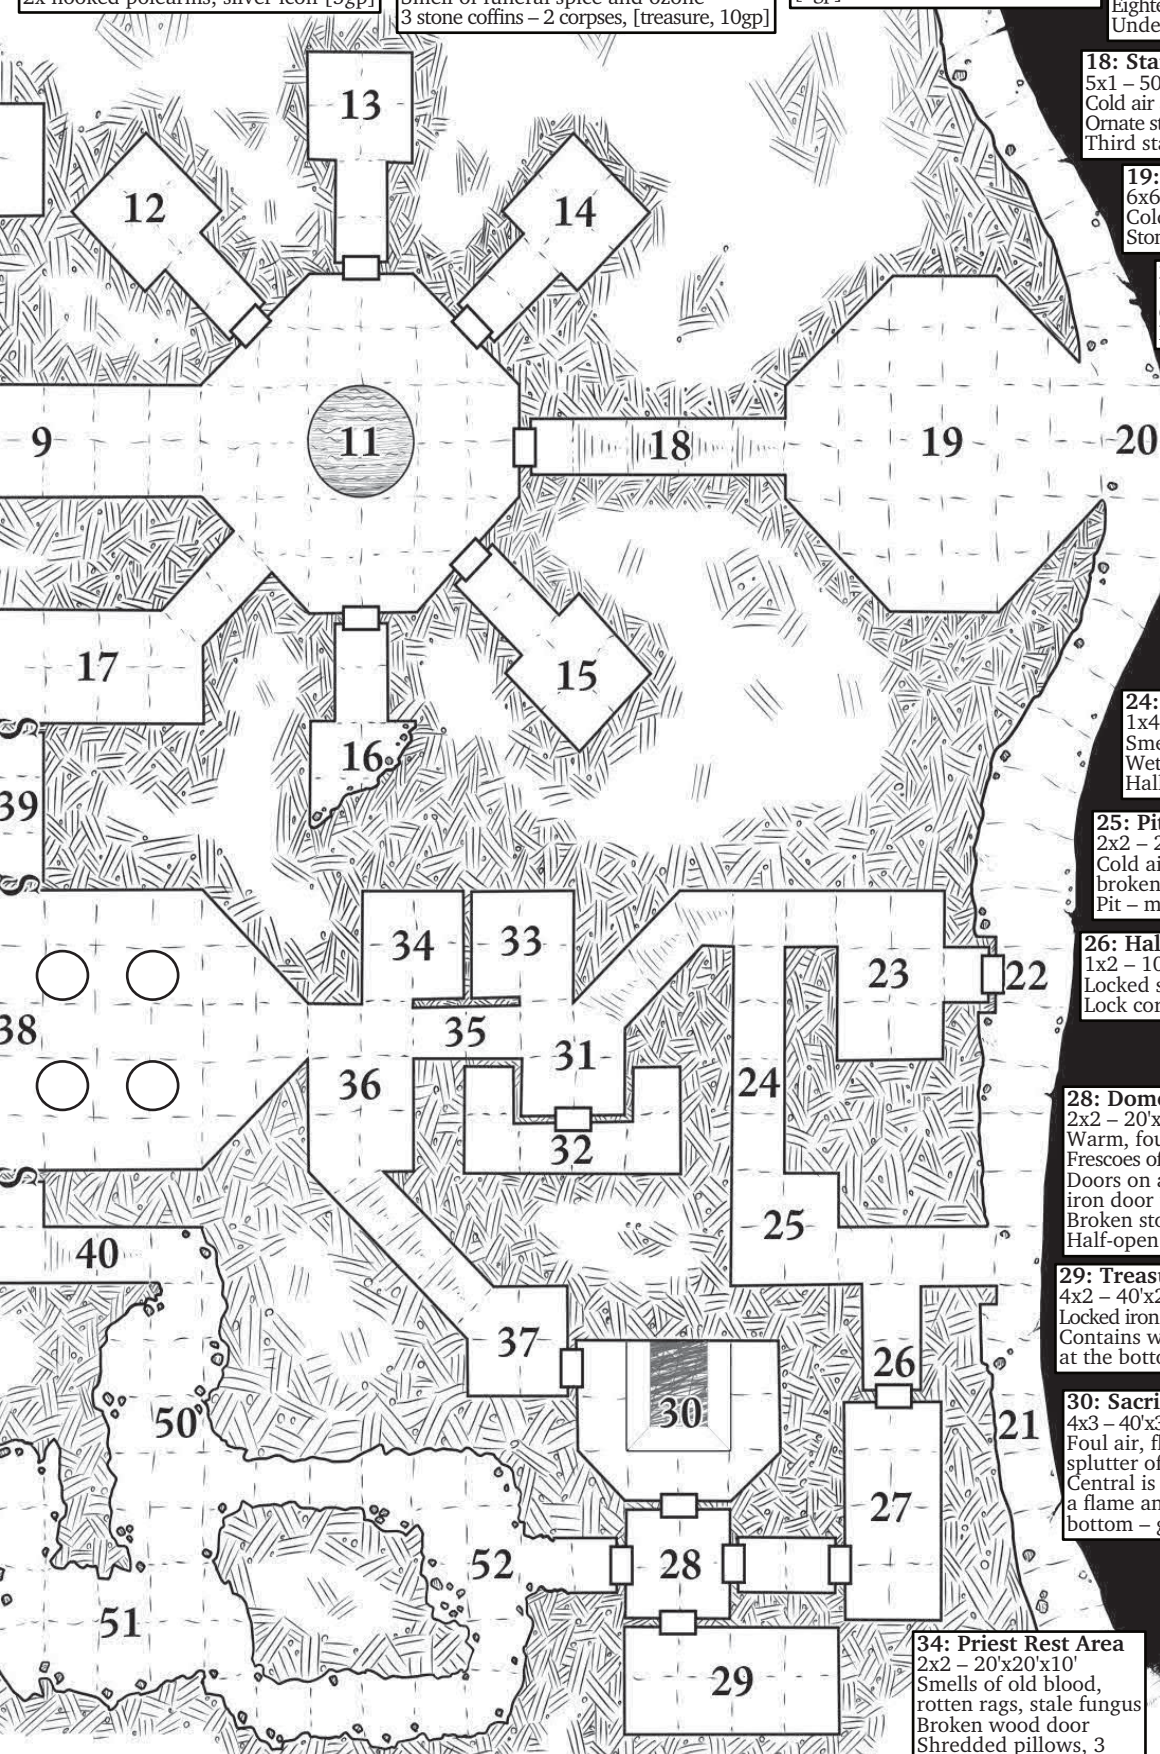 2x hooked polearms, silver icon [5gp]
Smell of funeral spice and ozone
3 stone coffins – 2 corpses, [treasure, 10gp]
Under
18: Sta
5x1 – 50
Cold air
Ornate st
Third sta
19:
6x6
Cold
Ston
13
12
14
9
11
18
19
20
17
15
16
39
24:
1x4
Sme
Wet
Hall
25: Pit
2x2 – 2
Cold ai
broken
Pit – m
26: Hal
1x2 – 10
Locked s
Lock cor
34
33
23
22
38
35
31
36
24
32
25
28: Dome
2x2 – 20'x
Warm, fou
Frescoes of
Doors on a
iron door
Broken sto
Half-open
40
29: Treasu
4x2 – 40'x2
Locked iron
Contains w
at the botto
37
26
30
50
21
30: Sacri
4x3 – 40'x3
Foul air, fl
splutter of
Central is
a flame an
bottom – g
27
52
28
51
29
34: Priest Rest Area
2x2 – 20'x20'x10'
Smells of old blood,
rotten rags, stale fungus
Broken wood door
Shredded pillows, 3